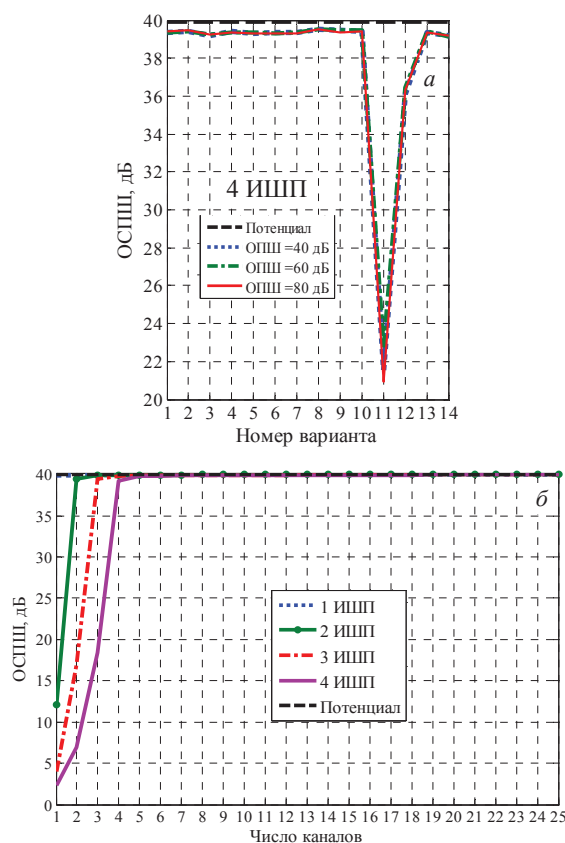 40
38
36
34
32
30
28
26
24
22
20
ОСПШ, дБ
а
4 ИШП
Потенциал
ОПШ =40 дБ
ОПШ =60 дБ
ОПШ =80 дБ
1 2 3 4 5 6 7 8 9 10 11 12 13 14
Номер варианта
40
35
30
25
20
15
10
5
0
ОСПШ, дБ
б
1 ИШП
2 ИШП
3 ИШП
4 ИШП
Потенциал
1 2 3 4 5 6 7 8 9 10 11 12 13 14 15 16 17 18 19 20 21 22 23 24 25
Число каналов